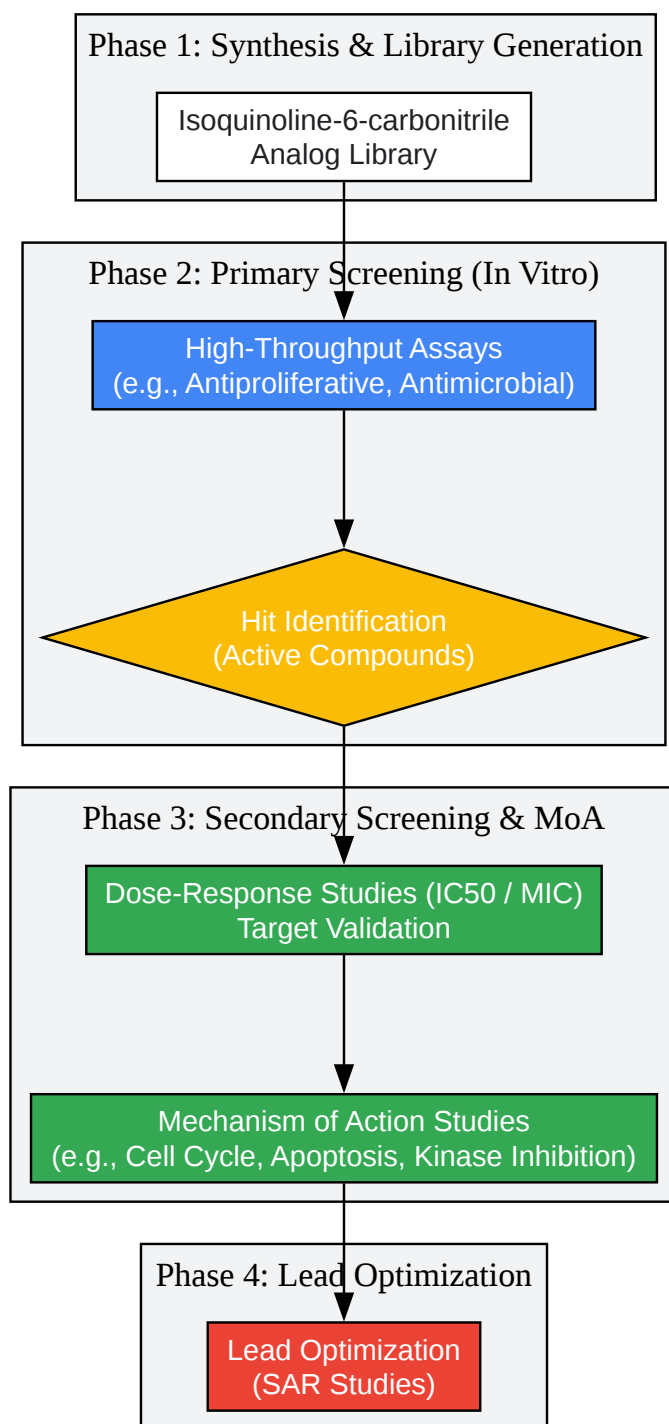 Phase 1: Synthesis & Library Generation
Isoquinoline-6-carbonitrile
Analog Library
Phase 2: Primary Screening (In Vitro)
High-Throughput Assays
(e.g., Antiproliferative, Antimicrobial)
Hit Identification
(Active Compounds)
Phase 3: Secondary Screening & MoA
Dose-Response Studies (IC50 / MIC)
Target Validation
Mechanism of Action Studies
(e.g., Cell Cycle, Apoptosis, Kinase Inhibition)
Phase 4: Lead Optimization
Lead Optimization
(SAR Studies)